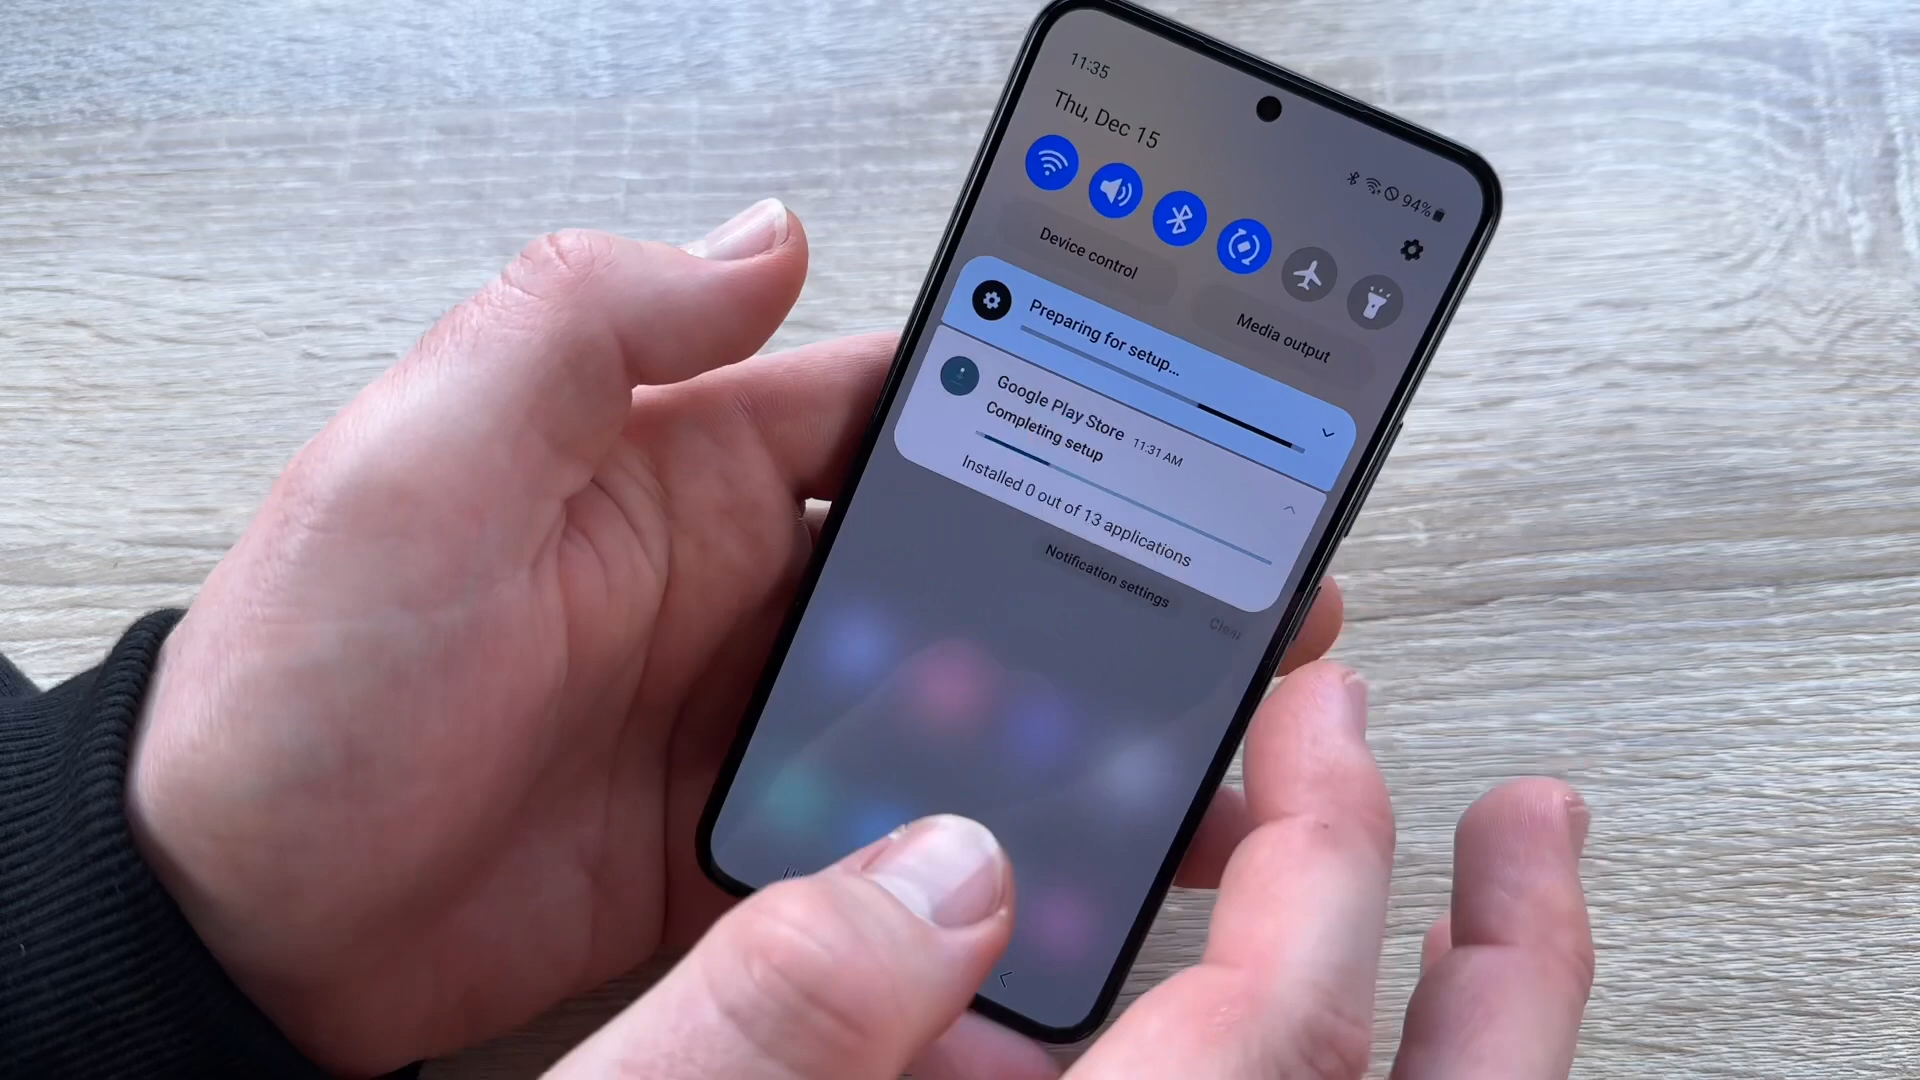 11:35
94%
Thu, Dec 15
Device control
Media output
Preparing for setup...
Google Play Store 11:31 AM
Completing setup
Installed 0 out of 13 applications
Notification settings
Clear